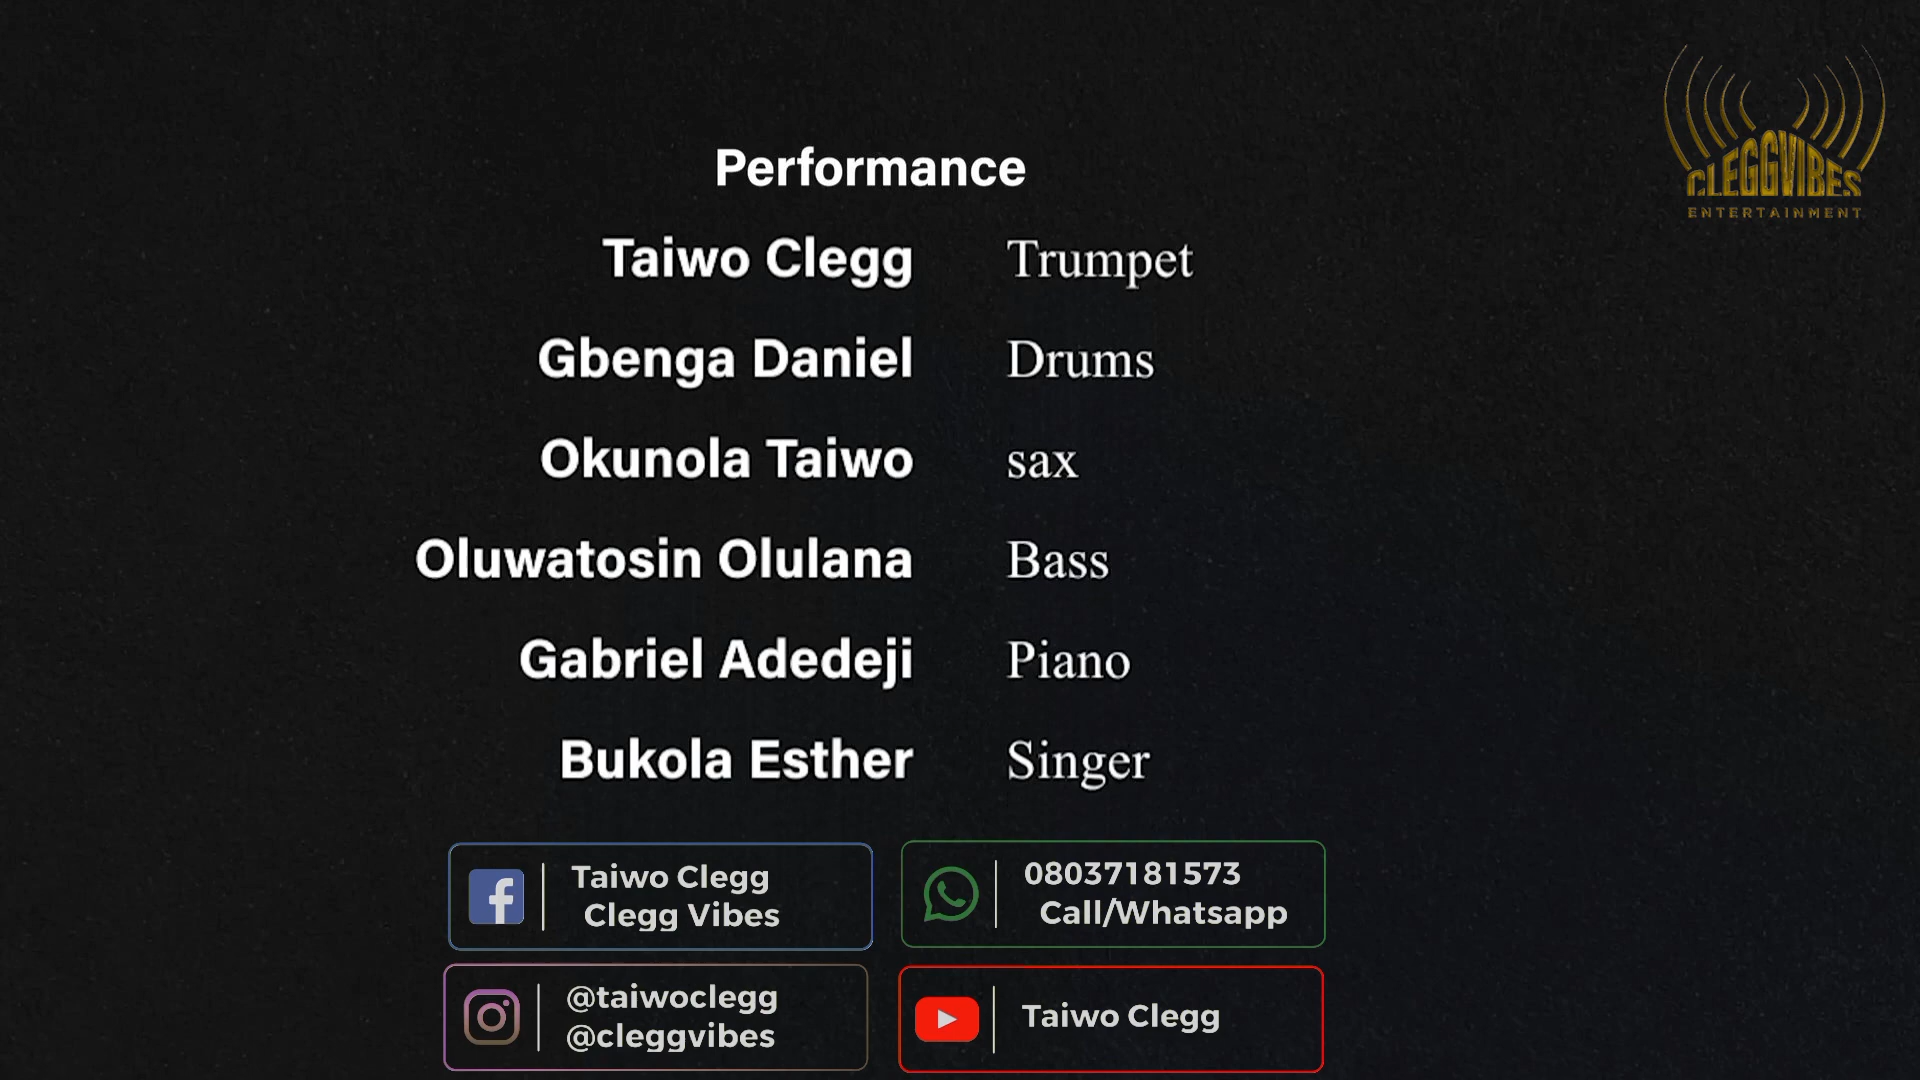 CLEGGVIBES
ENTERTAINMENT
Performance
Taiwo Clegg Trumpet
Gbenga Daniel Drums
Okunola Taiwo sax
Oluwatosin Olulana Bass
Gabriel Adedeji Piano
Bukola Esther Singer
Taiwo Clegg
Clegg Vibes
08037181573
Call/Whatsapp
@taiwoclegg
@cleggvibes
Taiwo Clegg